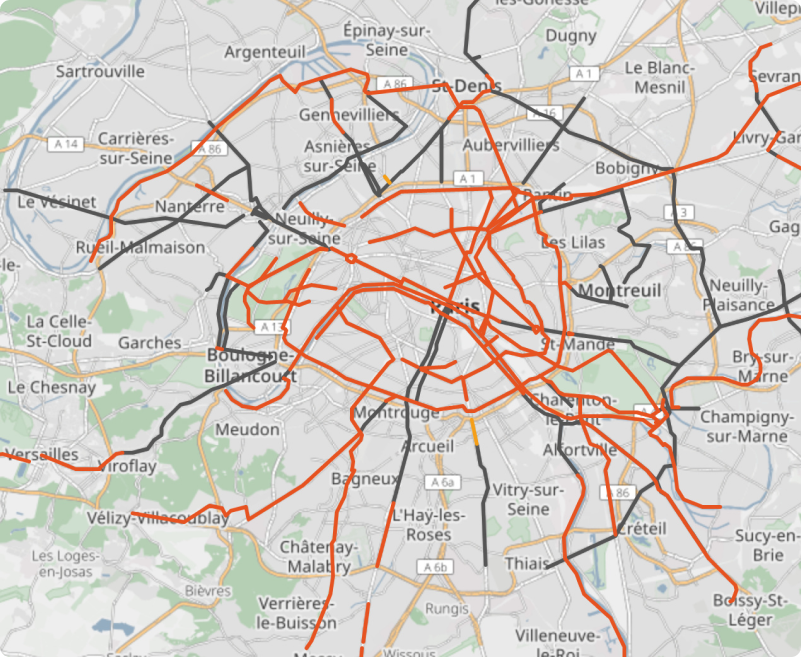 les-Gonesse
Villepi
Épinay-sur-
Seine
Dugny
Argenteuil
Sartrouville
A 1
Le Blanc-
Mesnil
Sevran
A 86
St-Denis
Gennevilliers
A 16
Carrières-
sur-Seine
A 14
A 86
Asnières
sur-Seine
Aubervilliers
Livry-Gar
Bobigny
A 1
Pantin
Le Vésinet
Nanterre
Neuilly-
sur-Seine
A 3
Gag
Rueil-Malmaison
Les Lilas
le-
Montreuil
Neuilly-
Plaisance
Paris
La Celle-
St-Cloud
A 13
Garches
St-Mandé
Boulogne-
Billancourt
Bry-sur-
Marne
Le Chesnay
Charenton-
le-Pont
Montrouge
Champigny-
sur-Marne
Meudon
Arcueil
Alfortville
Versailles
Viroflay
Bagneux
A 6a
Vitry-sur-
Seine
A 86
Vélizy-Villacoublay
L'Haÿ-les-
Roses
Créteil
Les Loges-
en-Josas
Châtenay-
Malabry
Thiais
Sucy-en-
Brie
A 6b
Bièvres
Verrières-
le-Buisson
Rungis
Boissy-St-
Léger
Villeneuve-
le-Roi
Wissous